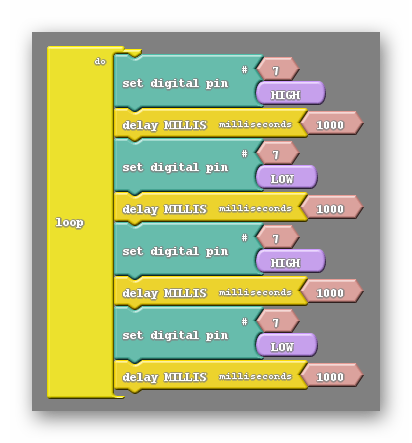 do
set digital pin # 7
HIGH
delay MILLIS milliseconds 1000
set digital pin # 7
LOW
delay MILLIS milliseconds 1000
loop
set digital pin # 7
HIGH
delay MILLIS milliseconds 1000
set digital pin # 7
LOW
delay MILLIS milliseconds 1000